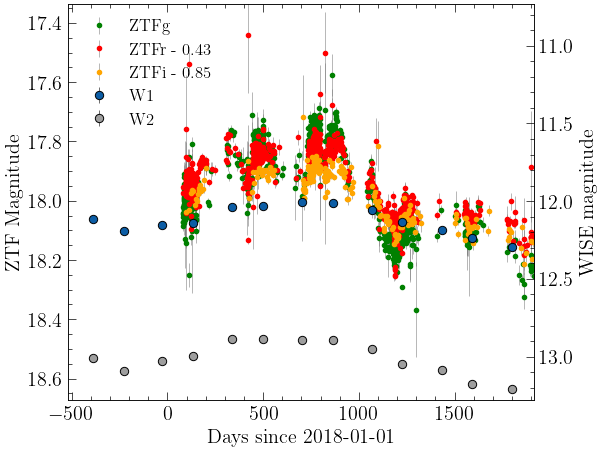 17.4
17.6
17.8
18.0
18.2
18.4
18.6
ZTF Magnitude
ZTFg
ZTFr - 0.43
ZTFi - 0.85
W1
W2
11.0
11.5
12.0
12.5
13.0
WISE magnitude
−500
0
500
1000
1500
Days since 2018-01-01